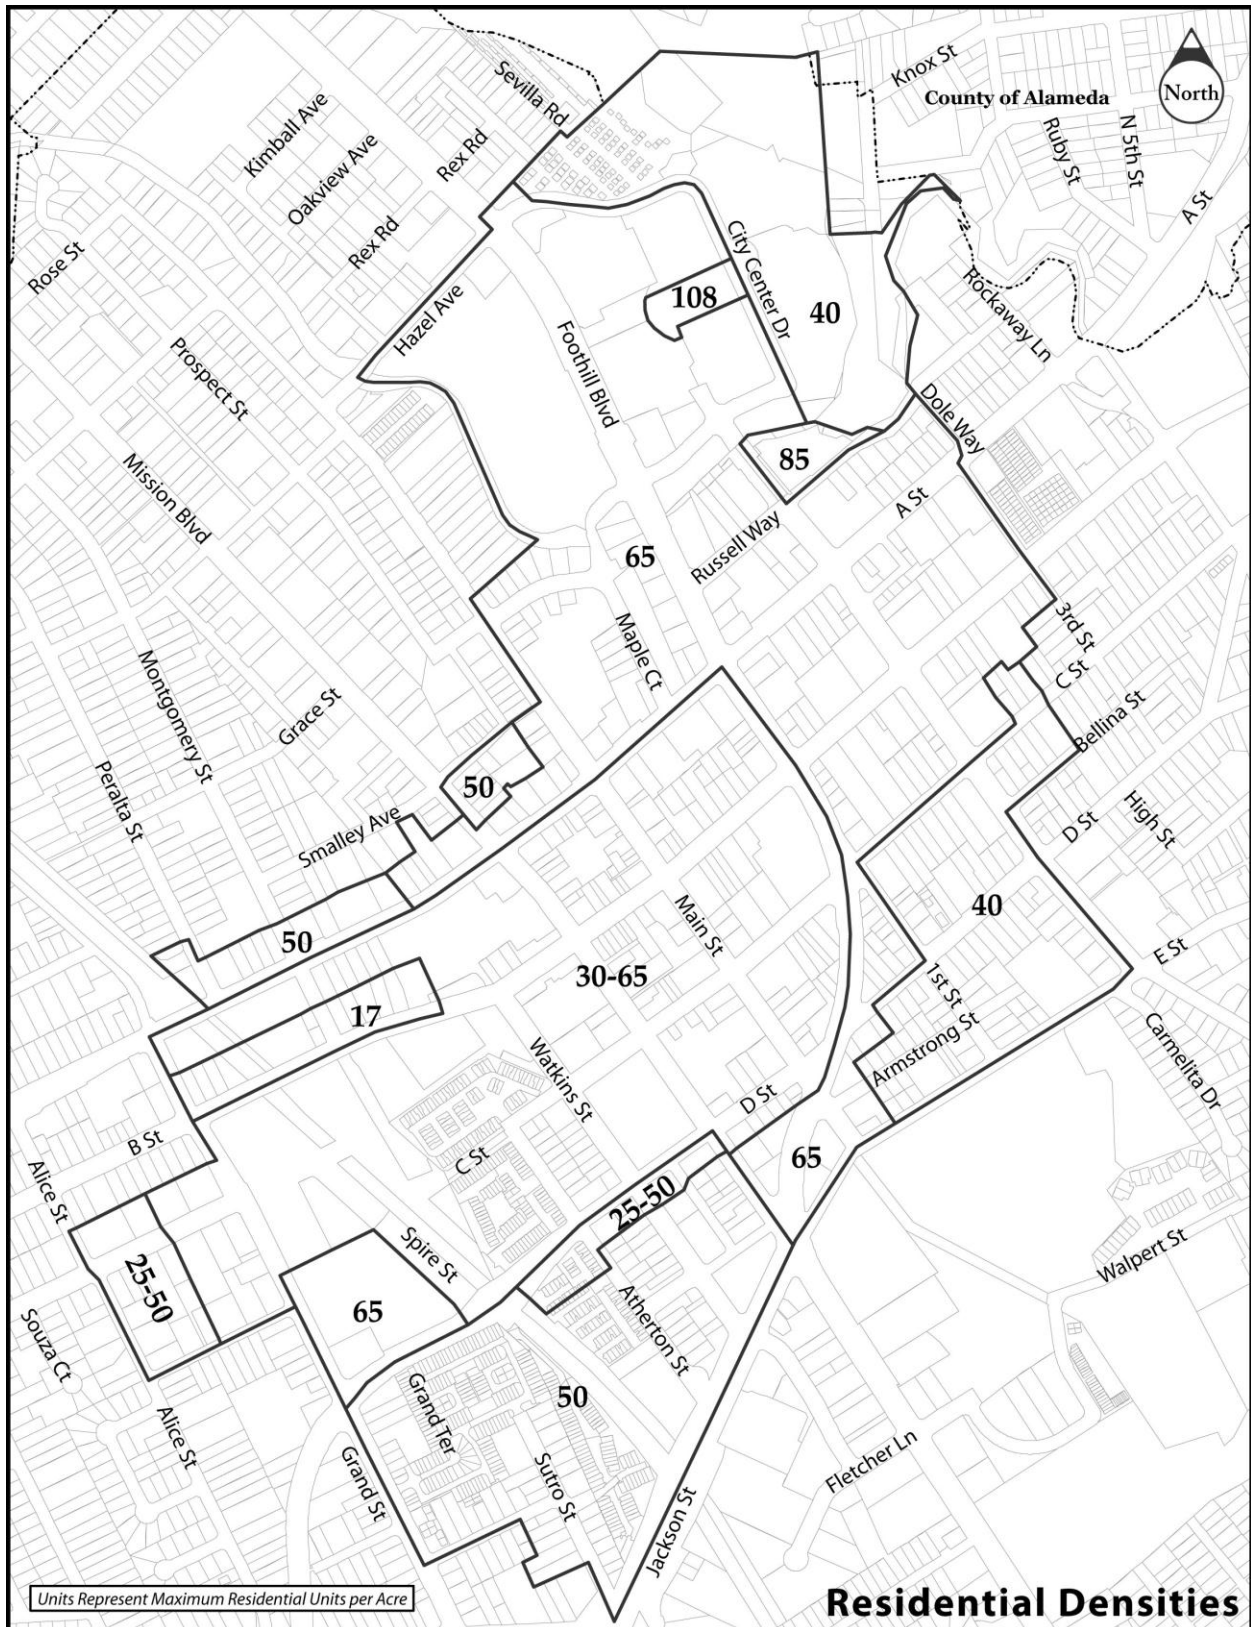 Knox St
County of Alameda
North
Sevilla Rd
Kimball Ave
Oakview Ave
Rex Rd
Ruby St
N 5th St
A St
Rex Rd
Rose St
City Center Dr
Rockaway Ln
Hazel Ave
108
40
Foothill Blvd
Prospect St
Dole Way
Mission Blvd
85
A St
65
Russell Way
Maple Ct
3rd St
C St
Montgomery St
Grace St
Bellina St
Peralta St
50
Smalley Ave
D St
High St
Main St
40
50
30-65
E St
17
1st St
Armstrong St
Carmelita Dr
Watkins St
D St
B St
C St
65
Alice St
25-50
Walpert St
25-50
Spire St
65
Atherton St
Souza Ct
50
Grand Ter
Alice St
Grand St
Sutro St
Fletcher Ln
Jackson St
Units Represent Maximum Residential Units per Acre
Residential Densities